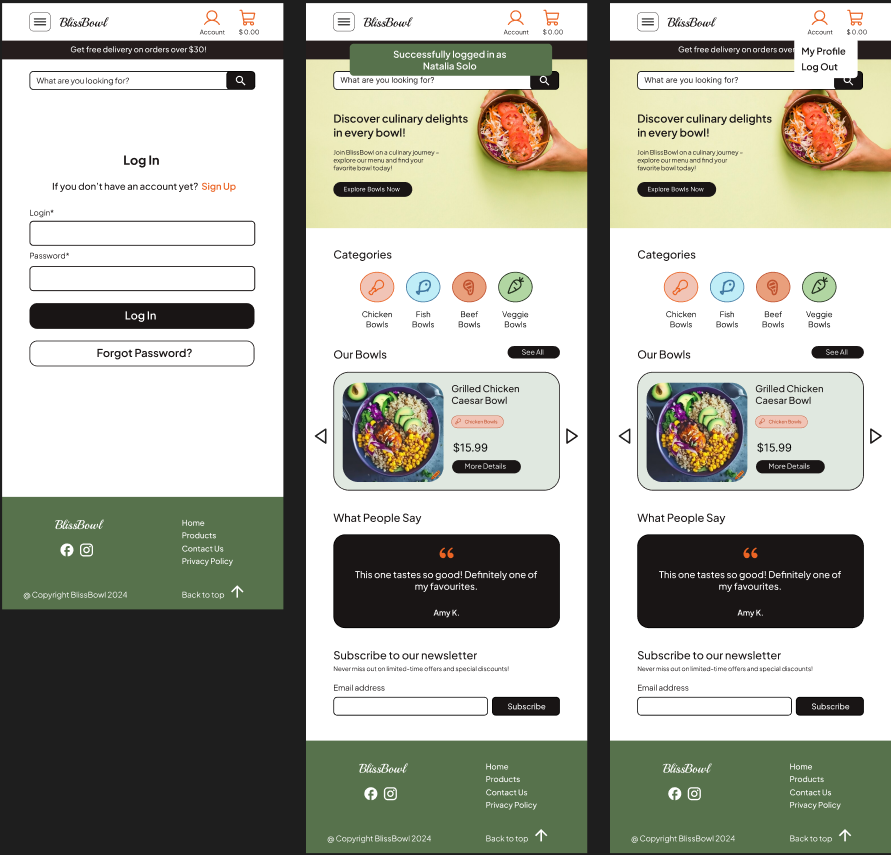 BlissBowl
Account
$ 0.00
Get free delivery on orders over $30!
What are you looking for?
Log In
If you don't have an account yet? Sign Up
Login*
Password*
Log In
Forgot Password?
BlissBowl
Home
Products
Contact Us
Privacy Policy
@ Copyright BlissBowl 2024
Back to top
BlissBowl
Account
$ 0.00
Successfully logged in as
Natalia Solo
What are you looking for?
Discover culinary delights
in every bowl!
Join BlissBowl on a culinary journey –
explore our menu and find your
favorite bowl today!
Explore Bowls Now
Categories
Chicken
Bowls
Fish
Bowls
Beef
Bowls
Veggie
Bowls
Our Bowls
See All
Grilled Chicken
Caesar Bowl
Chicken Bowls
$15.99
More Details
What People Say
“
This one tastes so good! Definitely one of
my favourites.
Amy K.
Subscribe to our newsletter
Never miss out on limited-time offers and special discounts!
Email address
Subscribe
BlissBowl
Home
Products
Contact Us
Privacy Policy
@ Copyright BlissBowl 2024
Back to top
BlissBowl
Account
$ 0.00
Get free delivery on orders over
My Profile
Log Out
What are you looking for?
Discover culinary delights
in every bowl!
Join BlissBowl on a culinary journey –
explore our menu and find your
favorite bowl today!
Explore Bowls Now
Categories
Chicken
Bowls
Fish
Bowls
Beef
Bowls
Veggie
Bowls
Our Bowls
See All
Grilled Chicken
Caesar Bowl
Chicken Bowls
$15.99
More Details
What People Say
“
This one tastes so good! Definitely one of
my favourites.
Amy K.
Subscribe to our newsletter
Never miss out on limited-time offers and special discounts!
Email address
Subscribe
BlissBowl
Home
Products
Contact Us
Privacy Policy
@ Copyright BlissBowl 2024
Back to top